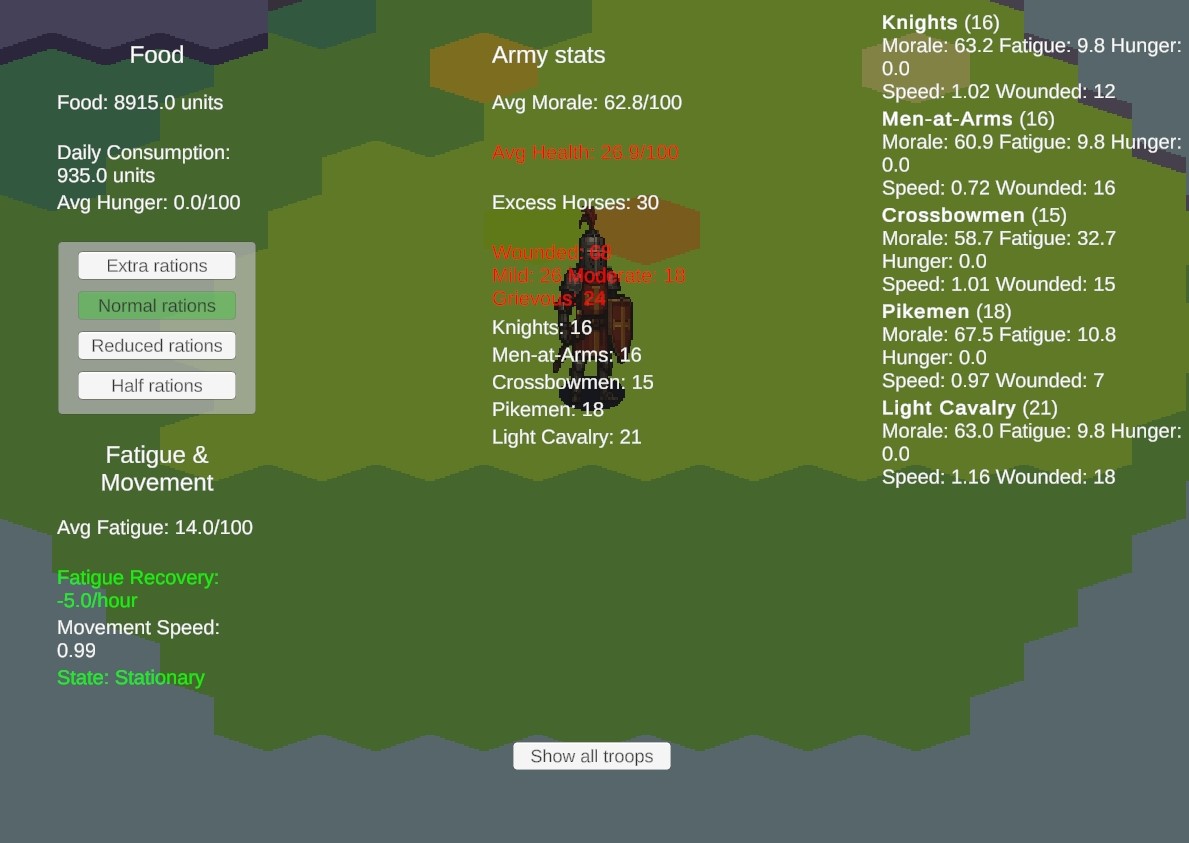 Food
Food: 8915.0 units
Daily Consumption:
935.0 units
Avg Hunger: 0.0/100
Extra rations
Normal rations
Reduced rations
Half rations
Fatigue &
Movement
Avg Fatigue: 14.0/100
Fatigue Recovery:
-5.0/hour
Movement Speed:
0.99
State: Stationary
Army stats
Avg Morale: 62.8/100
Avg Health: 26.9/100
Excess Horses: 30
Wounded: 68
Mild: 26 Moderate: 18
Grievous: 24
Knights: 16
Men-at-Arms: 16
Crossbowmen: 15
Pikemen: 18
Light Cavalry: 21
Knights (16)
Morale: 63.2 Fatigue: 9.8 Hunger:
0.0
Speed: 1.02 Wounded: 12
Men-at-Arms (16)
Morale: 60.9 Fatigue: 9.8 Hunger:
0.0
Speed: 0.72 Wounded: 16
Crossbowmen (15)
Morale: 58.7 Fatigue: 32.7
Hunger: 0.0
Speed: 1.01 Wounded: 15
Pikemen (18)
Morale: 67.5 Fatigue: 10.8
Hunger: 0.0
Speed: 0.97 Wounded: 7
Light Cavalry (21)
Morale: 63.0 Fatigue: 9.8 Hunger:
0.0
Speed: 1.16 Wounded: 18
Show all troops